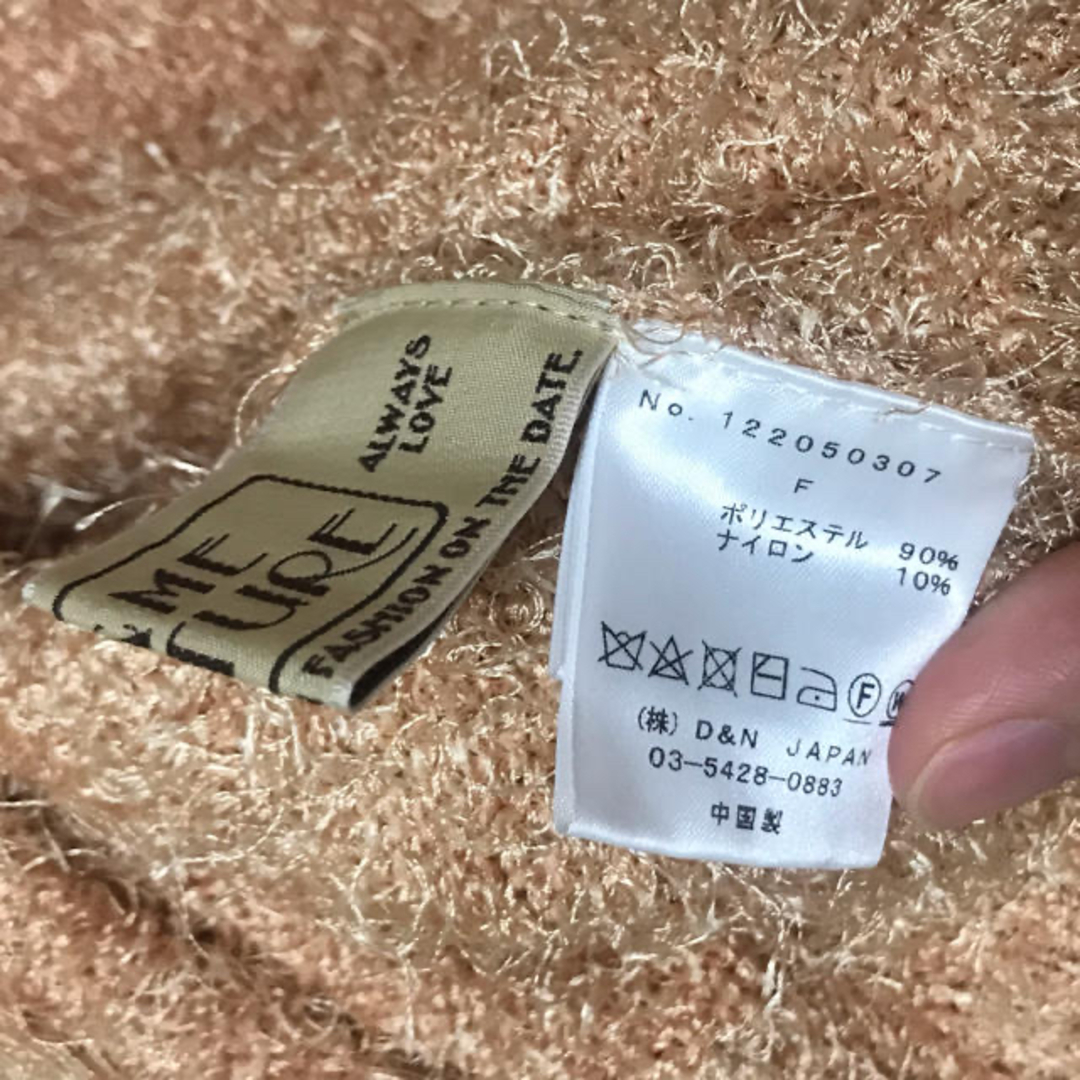 ALWAYS
LOVE
FASHION ON THE DATE.
No. 122050307
F
ポリエステル 90%
ナイロン 10%
F
(株) D&N JAPAN
03-5428-0883
中国製